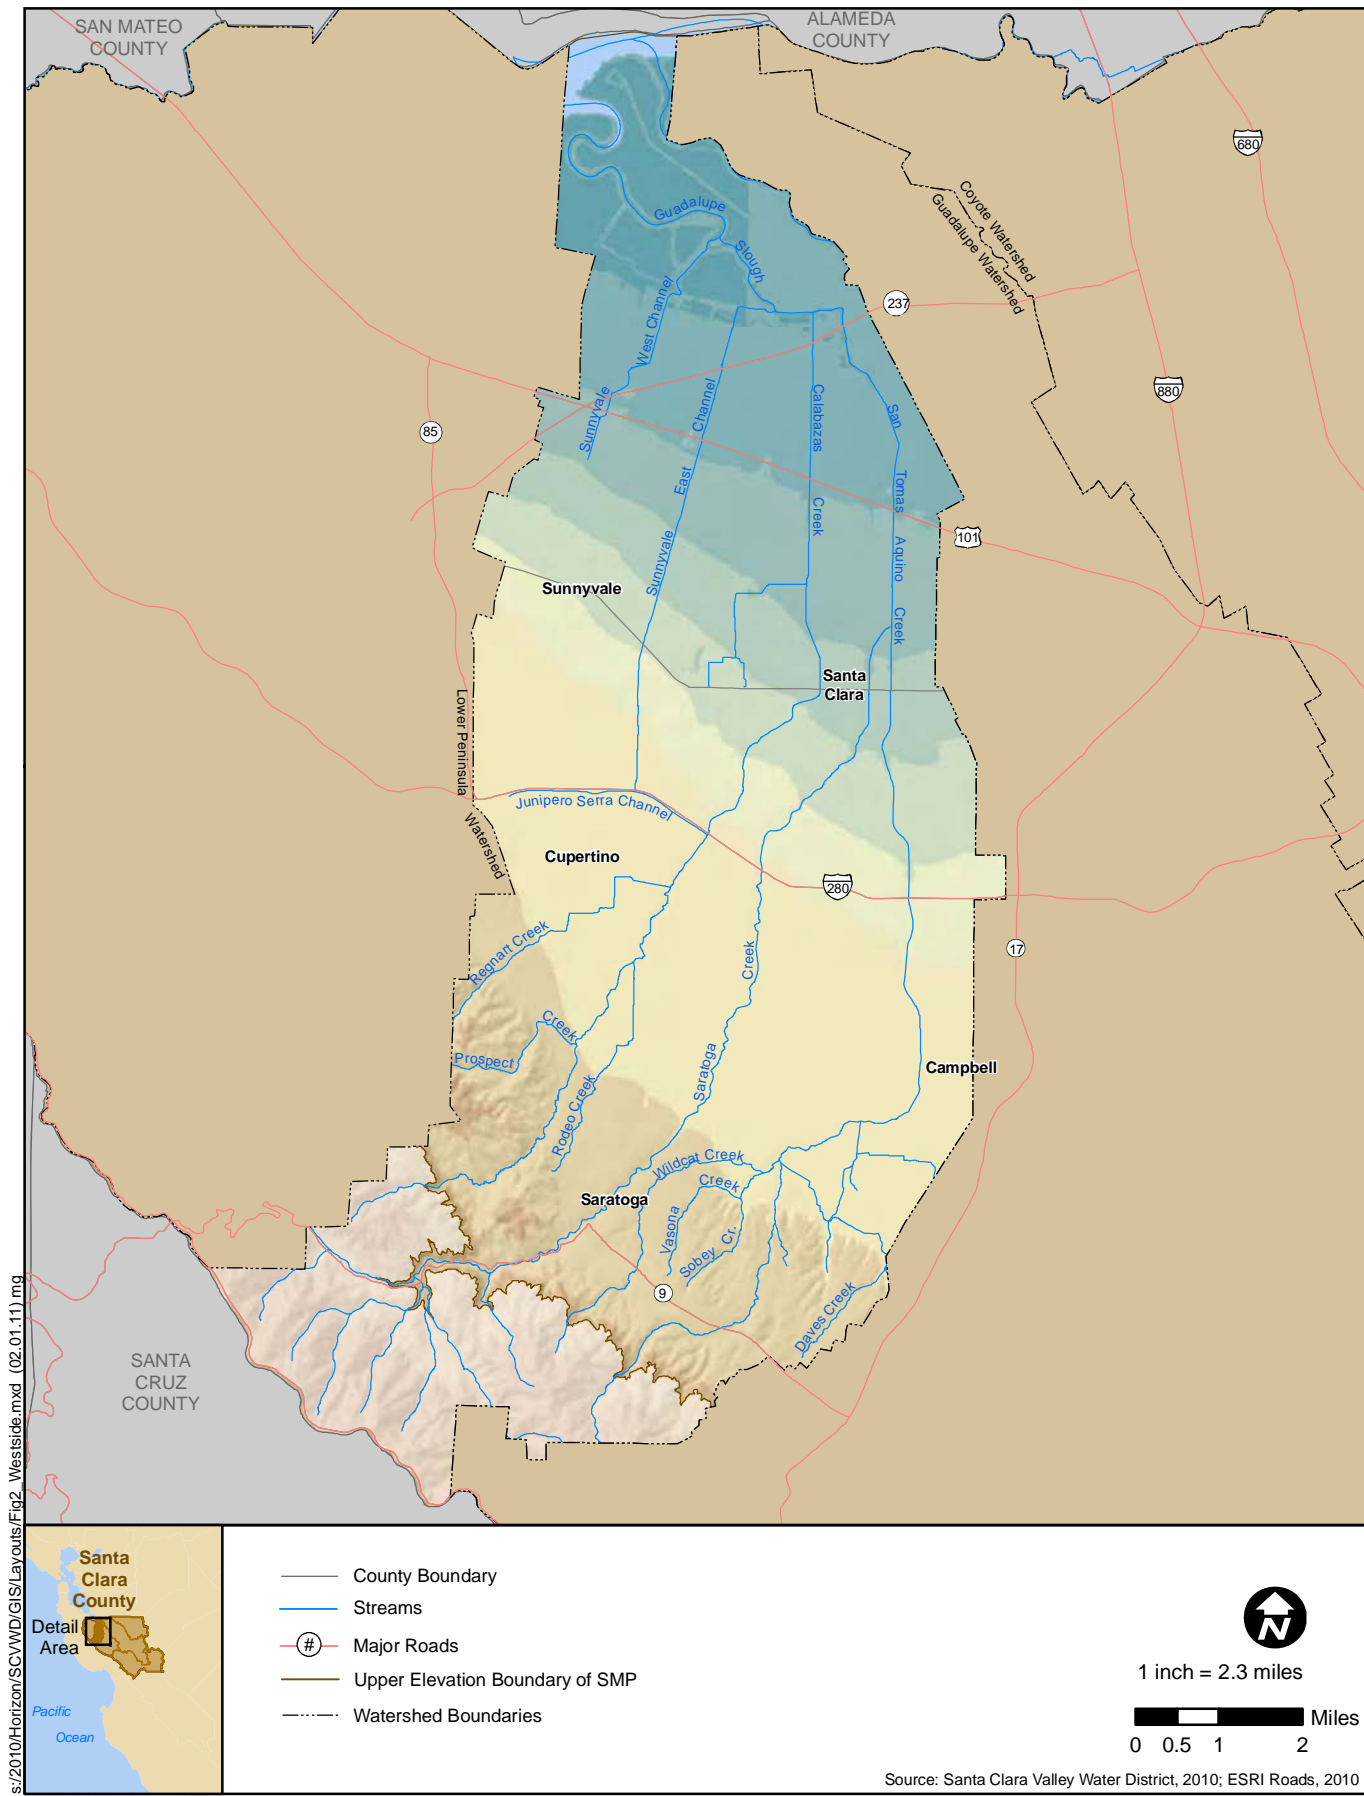 SAN MATEO
COUNTY
ALAMEDA
COUNTY
680
Coyote Watershed
Guadalupe Watershed
Guadalupe
Slough
237
West Channel
Sunnyvale
85
880
Channel
East
Sunnyvale
Calabazas
Creek
San
Tomas
Aquino
Creek
101
Sunnyvale
Santa
Clara
Lower Peninsula
Watershed
Junipero Serra Channel
Cupertino
280
17
Regnart Creek
Creek
Saratoga
Creek
Prospect
Rodeo Creek
Campbell
Wildcat Creek
Saratoga
Vasona
Creek
Sobey Cr.
9
Daves Creek
SANTA
CRUZ
COUNTY
s:/2010/Horizon/SCVWD/GIS/Layouts/Fig2_Westside.mxd (02.01.11) mg
Santa
Clara
County
Detail
Area
Pacific
Ocean
County Boundary
Streams
# Major Roads
Upper Elevation Boundary of SMP
Watershed Boundaries
N
1 inch = 2.3 miles
Miles
0 0.5 1 2
Source: Santa Clara Valley Water District, 2010; ESRI Roads, 2010